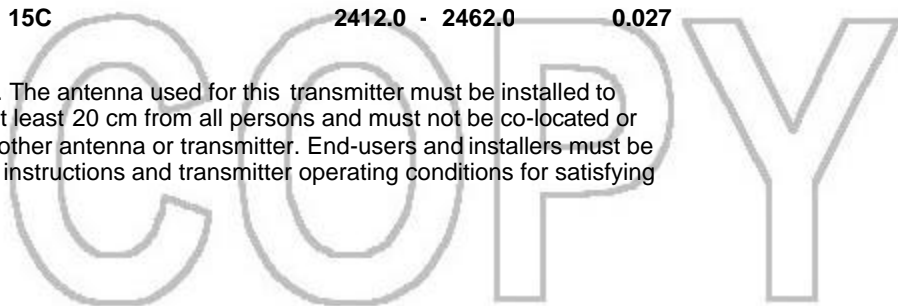 15C 2412.0 - 2462.0 0.027
. The antenna used for this transmitter must be installed to
t least 20 cm from all persons and must not be co-located or
other antenna or transmitter. End-users and installers must be
instructions and transmitter operating conditions for satisfying
COPY